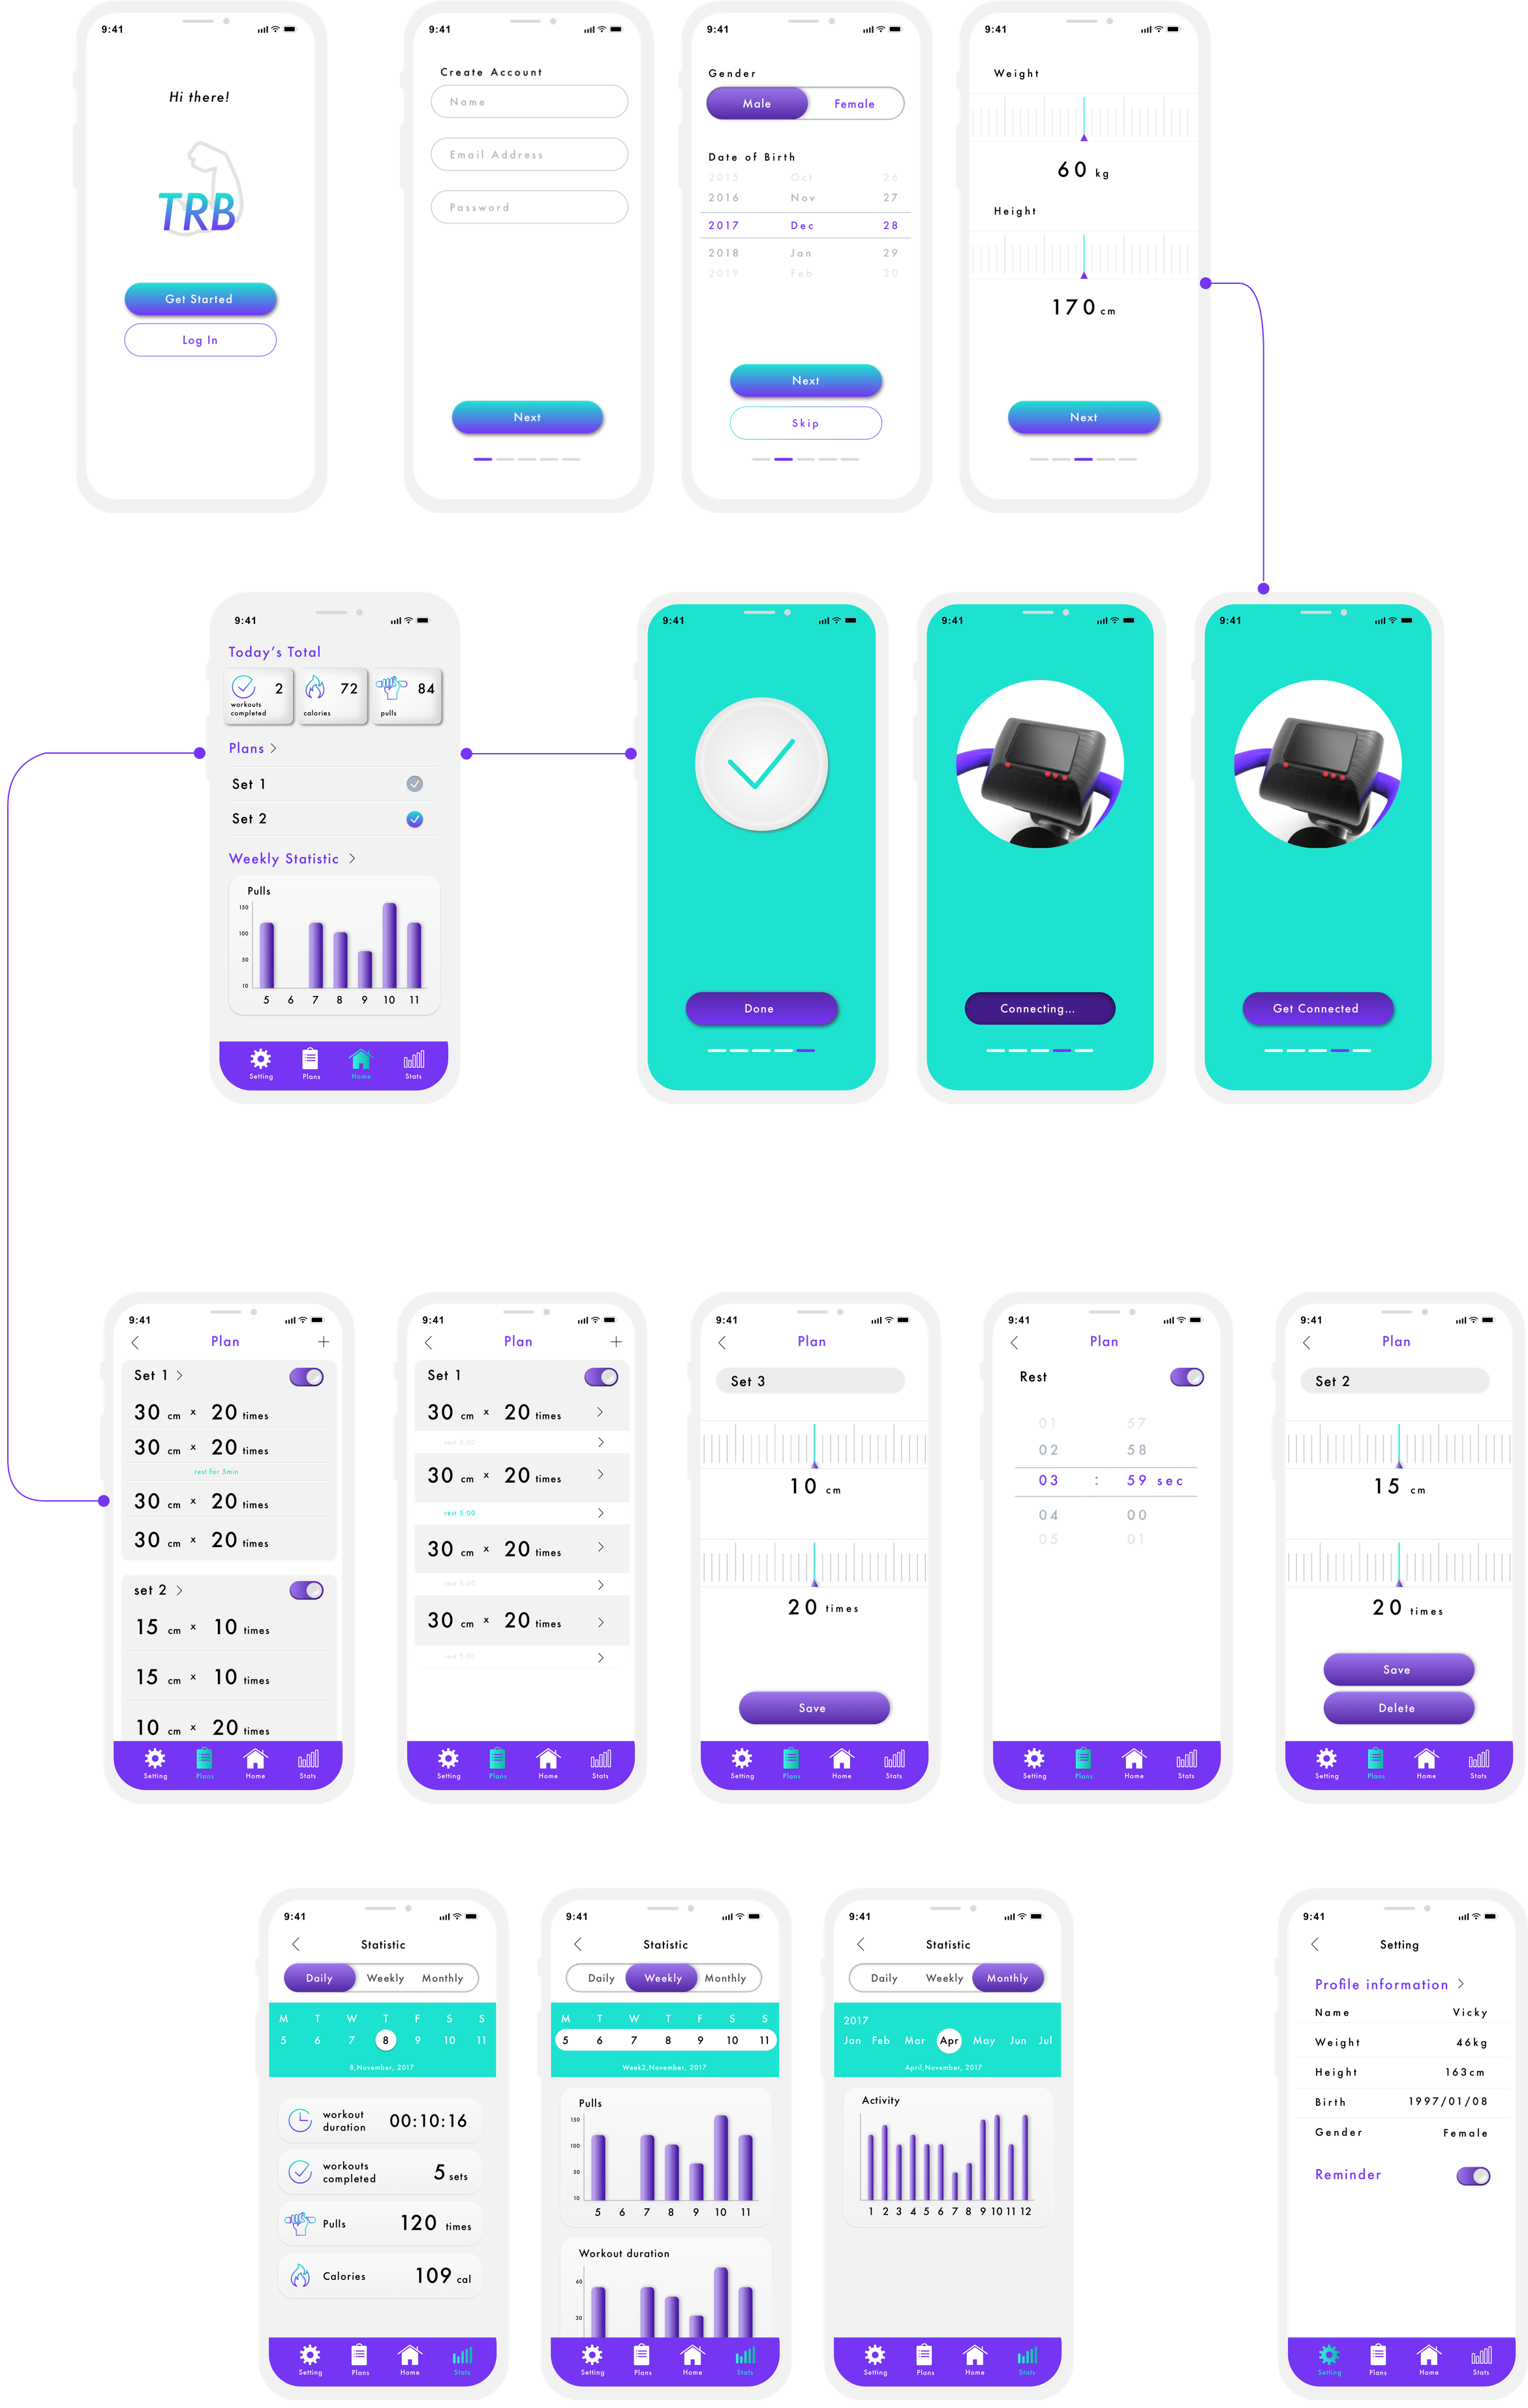 9:41
Hi there!
TRB
Get Started
Log In
9:41
Create Account
Name
Email Address
Password
Next
9:41
Gender
Male Female
Date of Birth
2015 Oct 26
2016 Nov 27
2017 Dec 28
2018 Jan 29
2019 Feb 30
Next
Skip
9:41
Weight
60 kg
Height
170 cm
Next
9:41
Today's Total
2 workouts completed
72 calories
84 pulls
Plans
Set 1
Set 2
Weekly Statistic
Pulls
150
100
50
10
5 6 7 8 9 10 11
Setting Plans Home Stats
9:41
Done
9:41
Connecting...
9:41
Get Connected
9:41
Plan
Set 1
30 cm x 20 times
30 cm x 20 times
rest for 5min
30 cm x 20 times
30 cm x 20 times
set 2
15 cm x 10 times
15 cm x 10 times
10 cm x 20 times
Setting Plans Home Stats
9:41
Plan
Set 1
30 cm x 20 times
rest 5:00
30 cm x 20 times
rest 5:00
30 cm x 20 times
rest 5:00
30 cm x 20 times
rest 5:00
Setting Plans Home Stats
9:41
Plan
Set 3
10 cm
20 times
Save
Setting Plans Home Stats
9:41
Plan
Rest
01 57
02 58
03 : 59 sec
04 00
05 01
Setting Plans Home Stats
9:41
Plan
Set 2
15 cm
20 times
Save
Delete
Setting Plans Home Stats
9:41
Statistic
Daily Weekly Monthly
M T W T F S S
5 6 7 8 9 10 11
8,November, 2017
workout duration 00:10:16
workouts completed 5 sets
Pulls 120 times
Calories 109 cal
Setting Plans Home Stats
9:41
Statistic
Daily Weekly Monthly
M T W T F S S
5 6 7 8 9 10 11
Week2,November, 2017
Pulls
150
100
50
10
5 6 7 8 9 10 11
Workout duration
60
30
Setting Plans Home Stats
9:41
Statistic
Daily Weekly Monthly
2017
Jan Feb Mar Apr May Jun Jul
April,November, 2017
Activity
1 2 3 4 5 6 7 8 9 10 11 12
Setting Plans Home Stats
9:41
Setting
Profile information
Name Vicky
Weight 46kg
Height 163cm
Birth 1997/01/08
Gender Female
Reminder
Setting Plans Home Stats